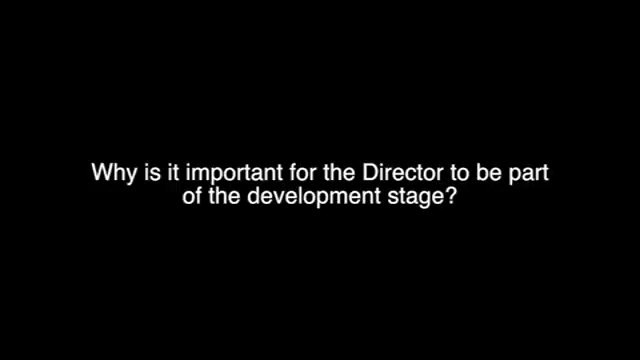 Why is it important for the Director to be part
of the development stage?